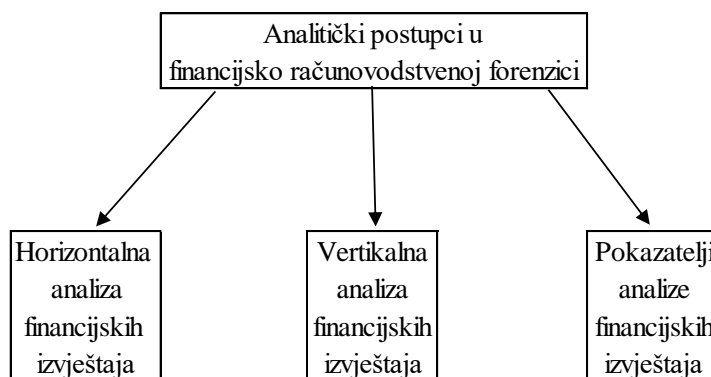 Analitički postupci u
financijsko računovodstvenoj forenzici
Horizontalna
analiza
financijskih
izvještaja
Vertikalna
analiza
financijskih
izvještaja
Pokazatelji
analize
financijskih
izvještaja